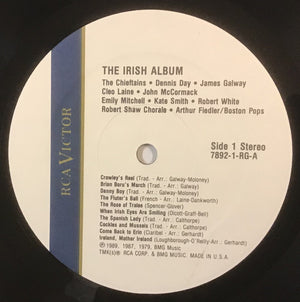 THE IRISH ALBUM
The Chieftains • Dennis Day • James Galway
Cleo Laine • John McCormack
Emily Mitchell • Kate Smith • Robert White
Robert Shaw Chorale • Arthur Fiedler/Boston Pops
RCA VICTOR
Side 1 Stereo
7892-1-RG-A
Crowley's Reel (Trad. - Arr.: Galway-Moloney)
Brian Boru's March (Trad. - Arr.: Galway)
Danny Boy (Trad. - Arr.: Galway-Moloney)
The Fluter's Ball (French - Arr.: Laine-Dankworth)
The Rose of Tralee (Spencer-Glover)
When Irish Eyes Are Smiling (Olcott-Graff-Ball)
The Spanish Lady (Trad. - Arr.: Calthorpe)
Cockles and Mussels (Trad. - Arr.: Calthorpe)
Come Back to Erin (Claribel - Arr.: Gerhardt)
Ireland, Mother Ireland (Loughborough-O'Reilly-Arr.: Gerhardt)
℗ 1989, 1967, 1979, BMG Music
TMK(S)® RCA CORP. & BMG MUSIC. MADE IN U.S.A.